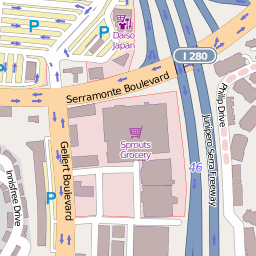 P
P
P
Daiso
Japan
I 280
Serramonte Boulevard
Philip Drive
Sprouts
Grocery
Gellert Boulevard
Junipero Serra Freeway
46
Innisfree Drive
P
P